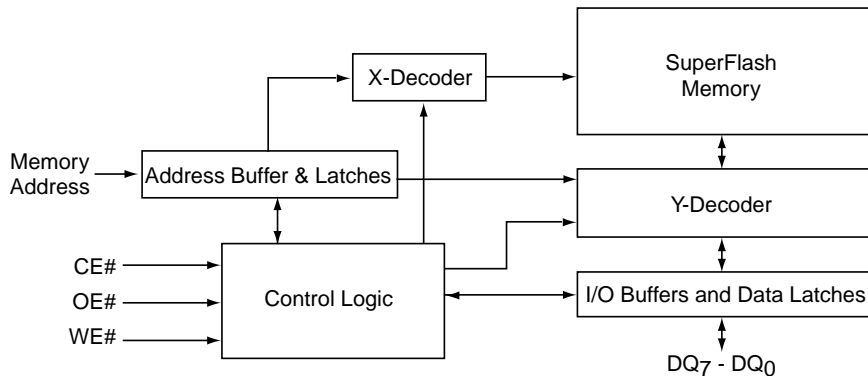 SuperFlash
Memory
X-Decoder
Memory
Address
Address Buffer & Latches
Y-Decoder
CE#
OE#
WE#
Control Logic
I/O Buffers and Data Latches
DQ7 - DQ0